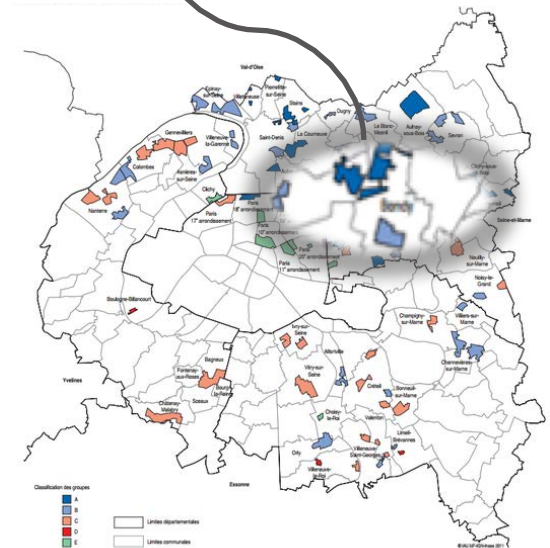 Val-d'Oise
Epinay-
sur-Seine
Villetaneuse
Pierrefitte-
sur-Seine
Stains
Dugny
Le Blanc-
Mesnil
Aulnay-
sous-Bois
Sevran
Gennevilliers
Villeneuve-
la-Garenne
Saint-Denis
La Courneuve
Colombes
Asnières-
sur-Seine
Clichy
Nanterre
Paris
17e arrondissement
Paris
Bondy
Seine-et-Marne
Paris
11e arrondissement
Neuilly-
sur-Marne
Noisy-le-
Grand
Boulogne-Billancourt
Champigny-
sur-Marne
Villiers-sur-
Marne
Chennevières-
sur-Marne
Ivry-sur-
Seine
Vitry-sur-
Seine
Alfortville
Créteil
Bonneuil-
sur-Marne
Bagneux
Fontenay-
aux-Roses
Bourg-
la-Reine
Sceaux
Châtenay-
Malabry
Yvelines
Choisy-
le-Roi
Valenton
Limeil-
Brévannes
Orly
Villeneuve-
Saint-Georges
Villeneuve-
le-Roi
Essonne
Classification des groupes
A
B
C
D
E
Limites départementales
Limites communales